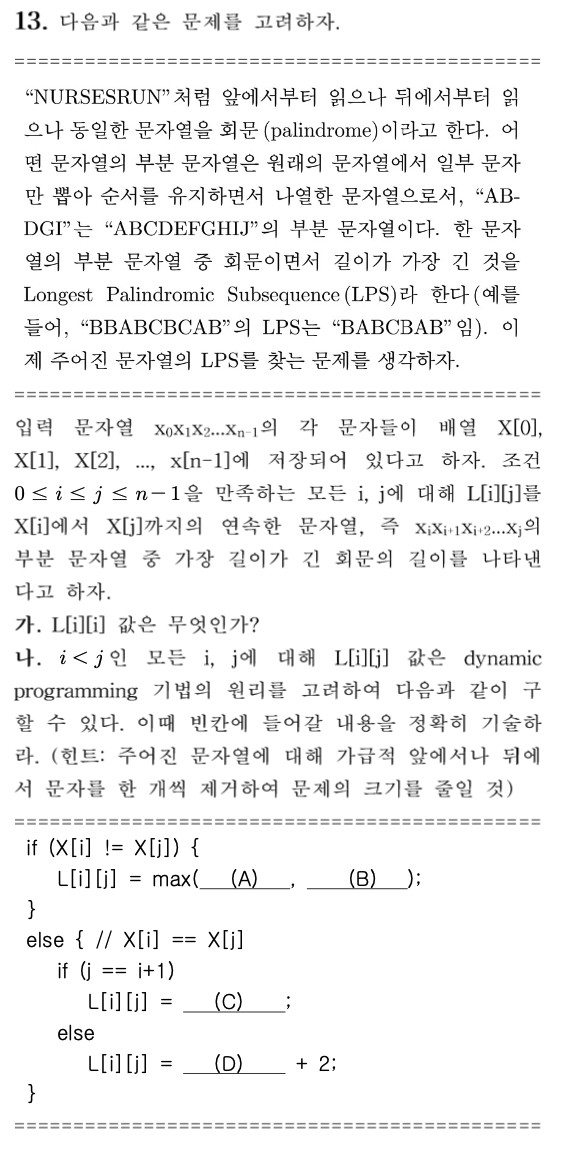 13. 다음과 같은 문제를 고려하자.
=============================================
“NURSESRUN”처럼 앞에서부터 읽으나 뒤에서부터 읽
으나 동일한 문자열을 회문(palindrome)이라고 한다. 어
떤 문자열의 부분 문자열은 원래의 문자열에서 일부 문자
만 뽑아 순서를 유지하면서 나열한 문자열으로서, “AB-
DGI”는 “ABCDEFGHIJ”의 부분 문자열이다. 한 문자
열의 부분 문자열 중 회문이면서 길이가 가장 긴 것을
Longest Palindromic Subsequence(LPS)라 한다(예를
들어, “BBABCBCAB”의 LPS는 “BABCBAB”임). 이
제 주어진 문자열의 LPS를 찾는 문제를 생각하자.
=============================================
입력 문자열 x₀x₁x₂...xₙ₋₁의 각 문자들이 배열 X[0],
X[1], X[2], ..., x[n-1]에 저장되어 있다고 하자. 조건
0 ≤ i ≤ j ≤ n-1을 만족하는 모든 i, j에 대해 L[i][j]를
X[i]에서 X[j]까지의 연속한 문자열, 즉 xᵢxᵢ₊₁xᵢ₊₂...xⱼ의
부분 문자열 중 가장 길이가 긴 회문의 길이를 나타낸
다고 하자.
가. L[i][i] 값은 무엇인가?
나. i < j인 모든 i, j에 대해 L[i][j] 값은 dynamic
programming 기법의 원리를 고려하여 다음과 같이 구
할 수 있다. 이때 빈칸에 들어갈 내용을 정확히 기술하
라. (힌트: 주어진 문자열에 대해 가급적 앞에서나 뒤에
서 문자를 한 개씩 제거하여 문제의 크기를 줄일 것)
=============================================
if (X[i] != X[j]) {
L[i][j] = max(___(A)___, ____(B)___);
}
else { // X[i] == X[j]
if (j == i+1)
L[i][j] = ___(C)____;
else
L[i][j] = ___(D)____ + 2;
}
=============================================